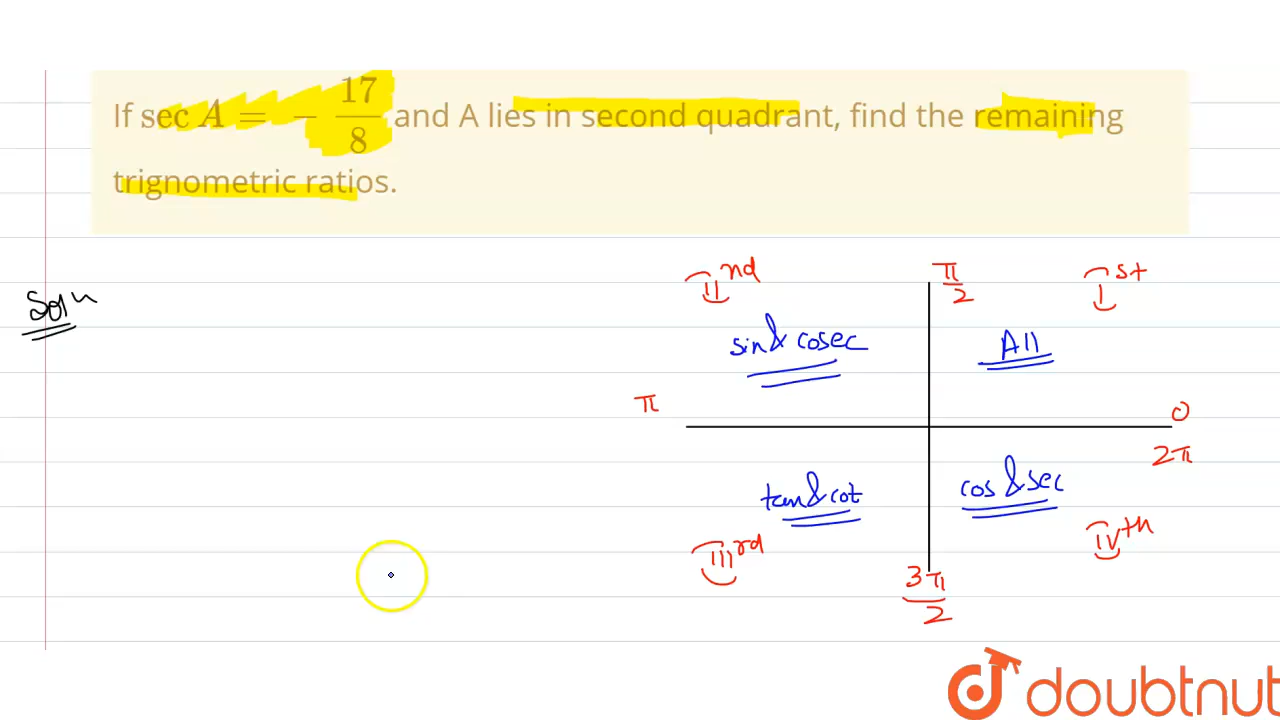 If sec A = − 17/8 and A lies in second quadrant, find the remaining
trignometric ratios.
Soln
IInd
π/2
Ist
sin & cosec
All
π
0
2π
tan & cot
cos & sec
IIIrd
IVth
3π/2
doubtnut